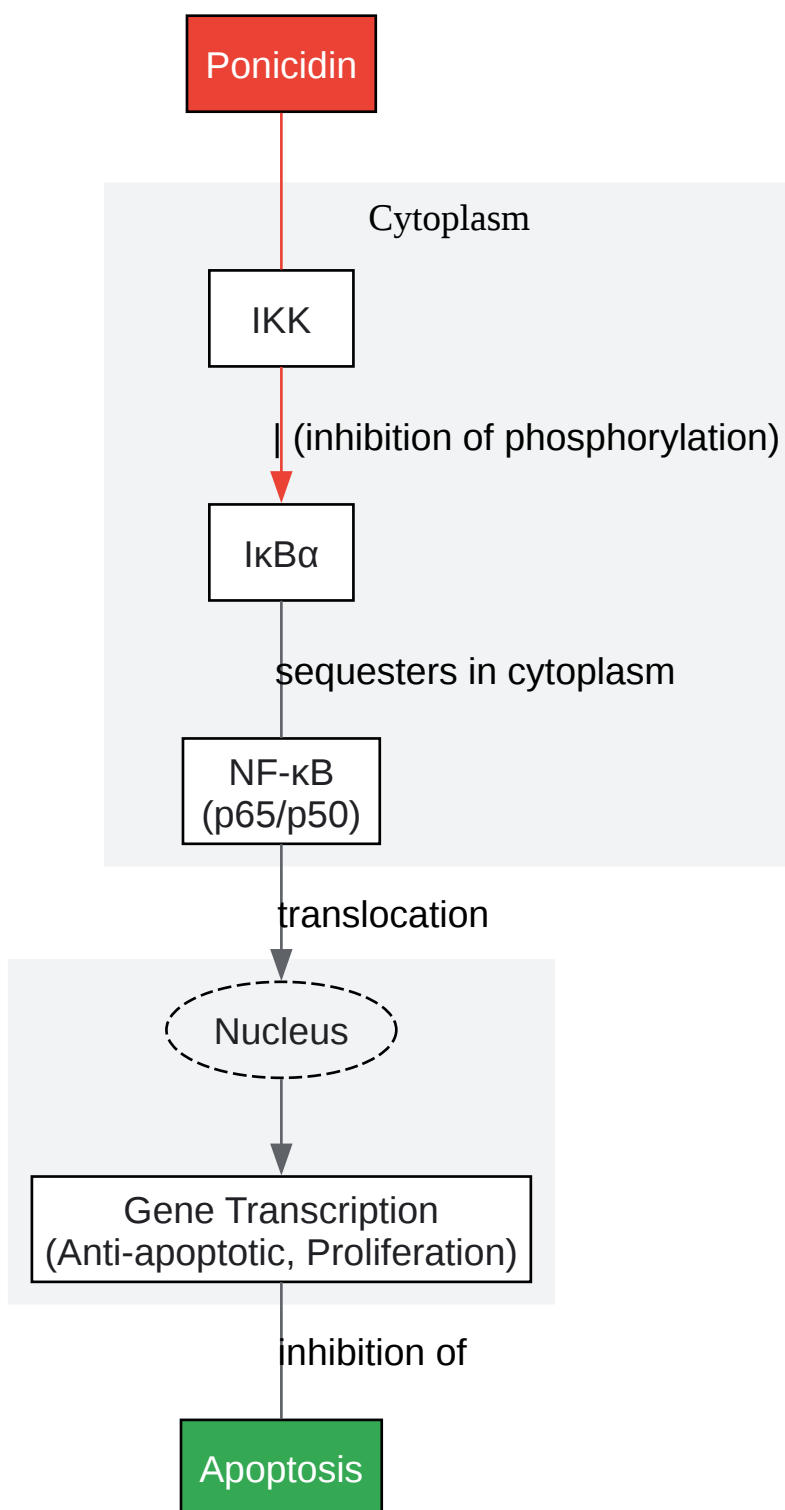 Ponicidin
Cytoplasm
IKK
| (inhibition of phosphorylation)
IκBα
sequesters in cytoplasm
NF-κB
(p65/p50)
translocation
Nucleus
Gene Transcription
(Anti-apoptotic, Proliferation)
inhibition of
Apoptosis